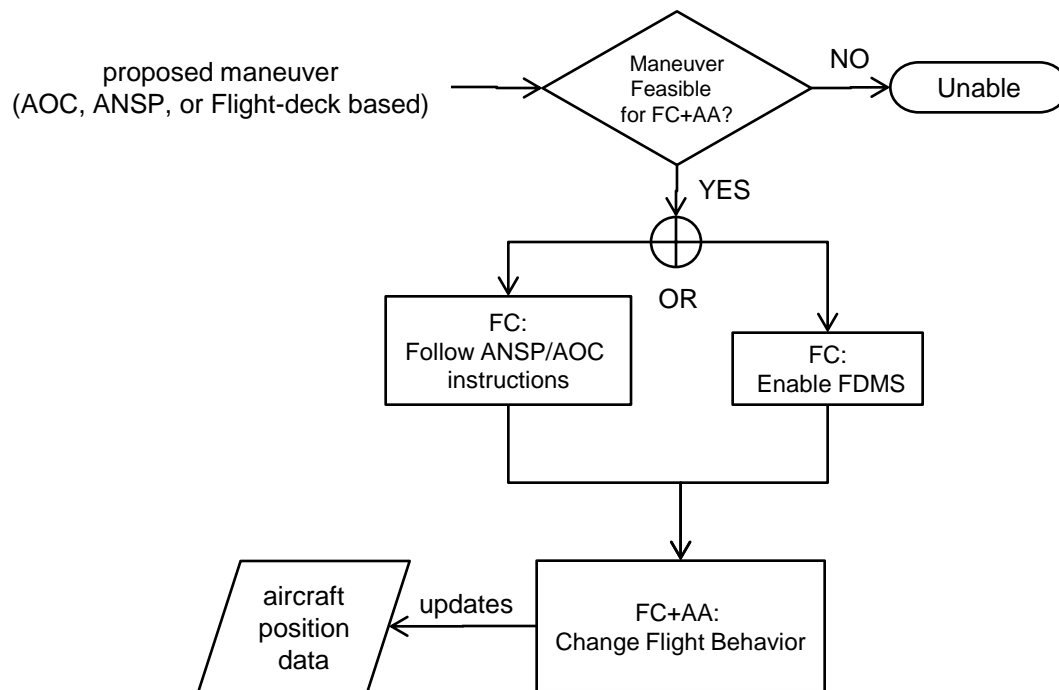 proposed maneuver
(AOC, ANSP, or Flight-deck based)
Maneuver
Feasible
for FC+AA?
NO
Unable
YES
OR
FC:
Follow ANSP/AOC
instructions
FC:
Enable FDMS
FC+AA:
Change Flight Behavior
updates
aircraft
position
data